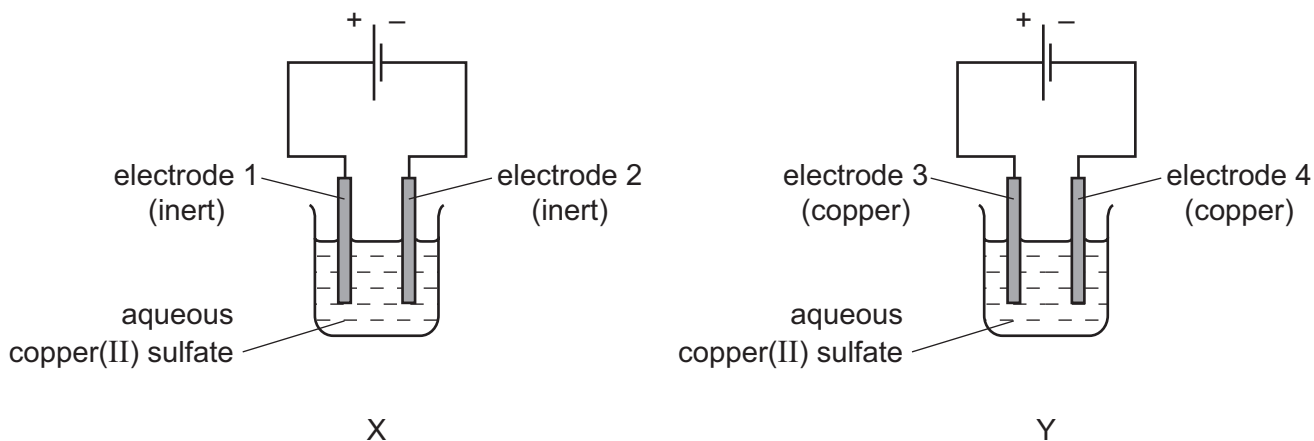 + –
electrode 1
(inert)
electrode 2
(inert)
aqueous
copper(II) sulfate
X
+ –
electrode 3
(copper)
electrode 4
(copper)
aqueous
copper(II) sulfate
Y